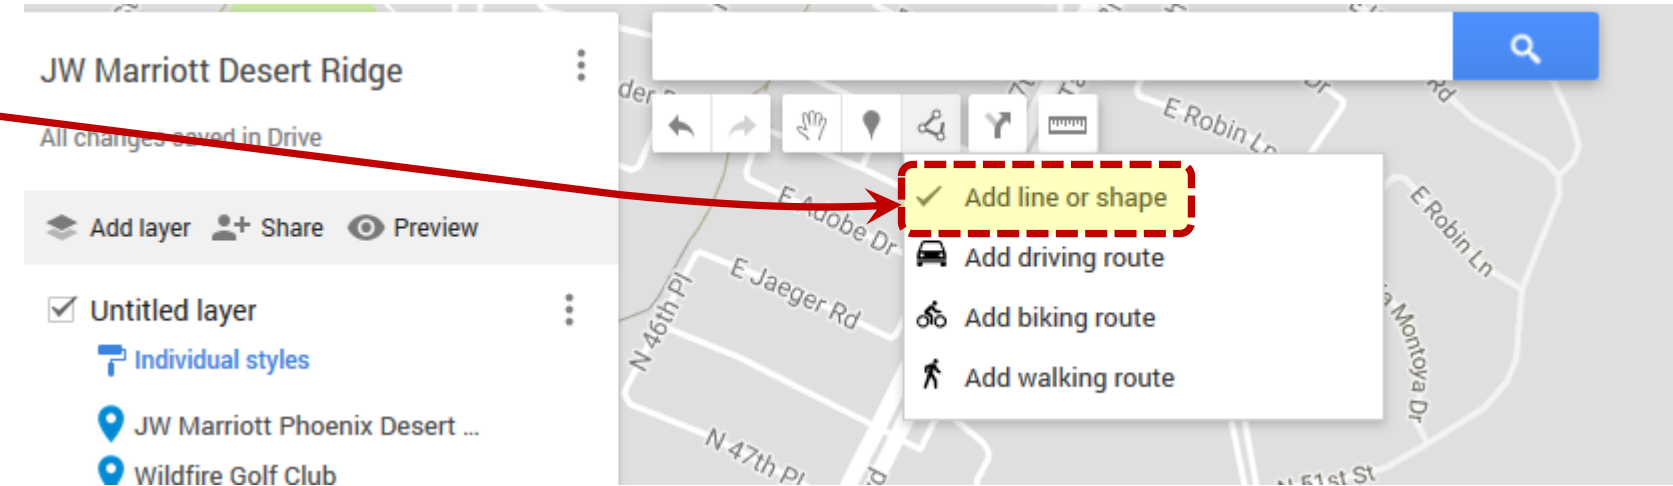 JW Marriott Desert Ridge
All changes saved in Drive
Add layer
Share
Preview
Untitled layer
Individual styles
JW Marriott Phoenix Desert ...
Wildfire Golf Club
Add line or shape
Add driving route
Add biking route
Add walking route
E Robin Ln
E Robin Ln
E Adobe Dr
E Jaeger Rd
N 46th Pl
N 47th Pl
Montoya Dr
N 51st St
Dr
Rd